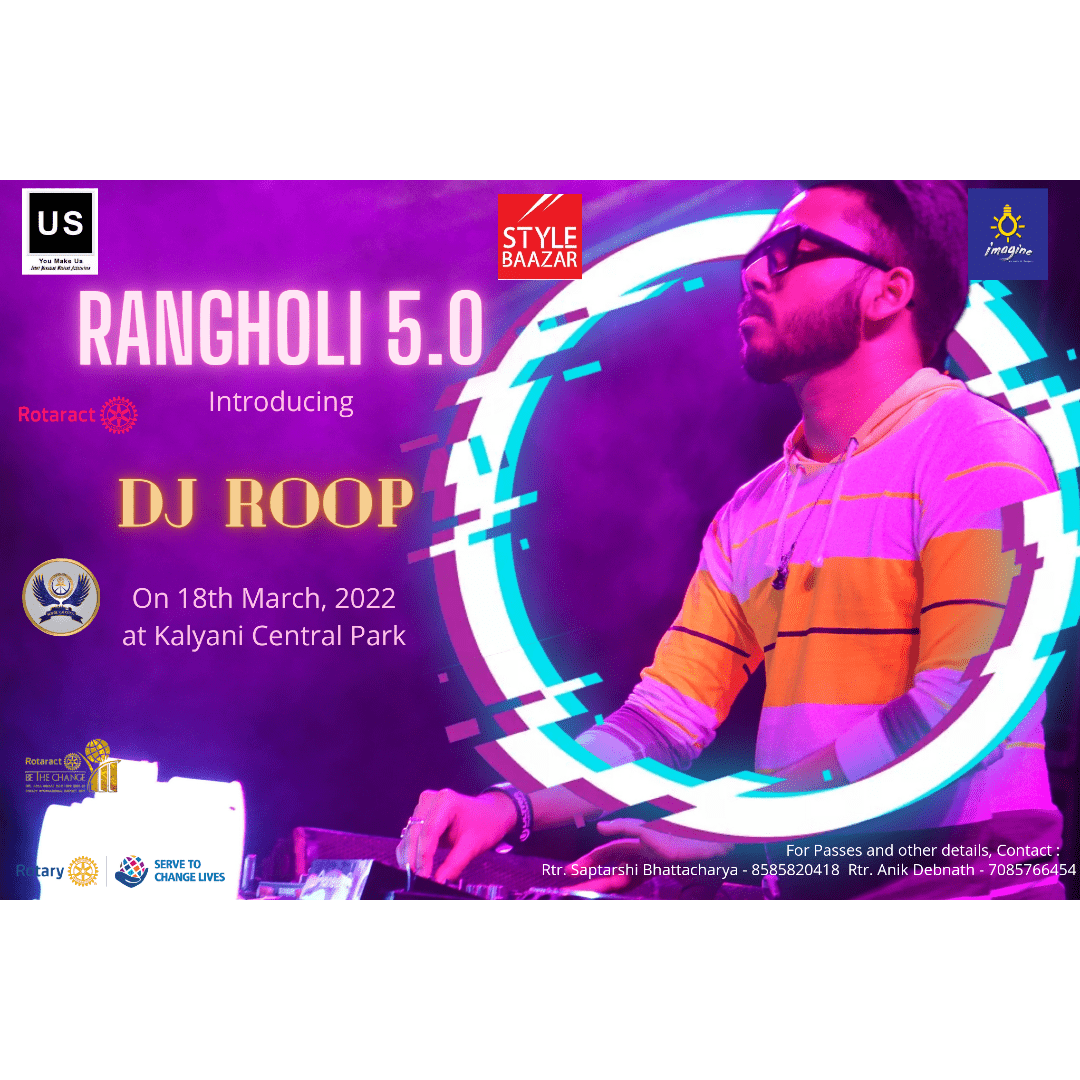 US
You Make Us
STYLE
BAAZAR
imagine
RANGHOLI 5.0
Introducing
Rotaract
DJ ROOP
On 18th March, 2022
at Kalyani Central Park
Rotaract
BE THE CHANGE
Rotary
SERVE TO
CHANGE LIVES
For Passes and other details, Contact :
Rtr. Saptarshi Bhattacharya - 8585820418 Rtr. Anik Debnath - 7085766454